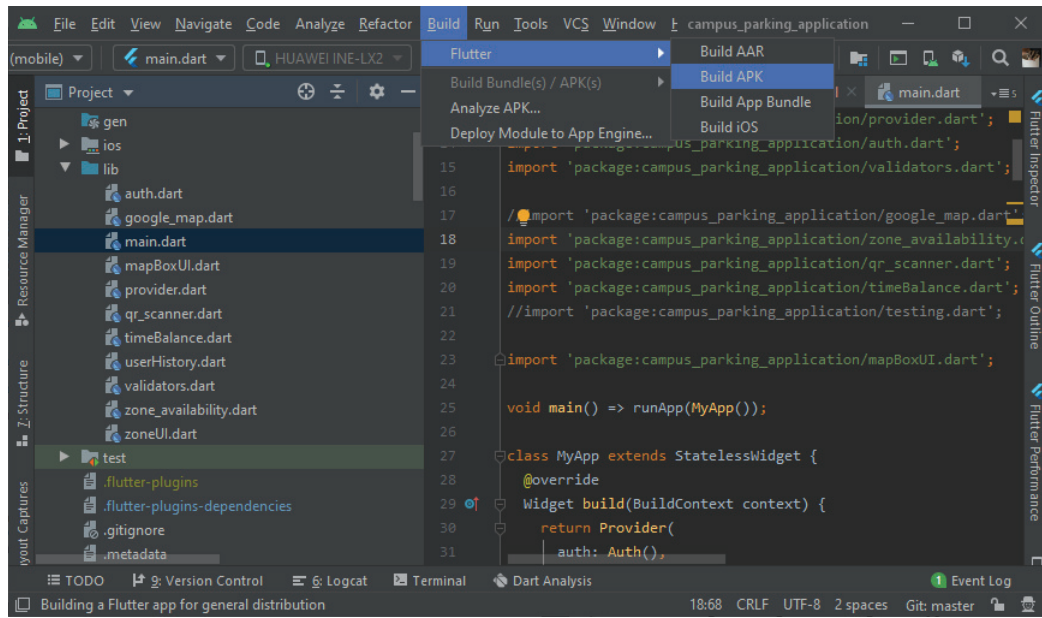 File Edit View Navigate Code Analyze Refactor Build Run Tools VCS Window campus_parking_application
(mobile) main.dart HUAWEI INE-LX2
Flutter
Build Bundle(s) / APK(s)
Analyze APK...
Deploy Module to App Engine...
Build AAR
Build APK
Build App Bundle
Build iOS
Project
main.dart
1: Project
Resource Manager
Z: Structure
Captures
gen
ios
lib
auth.dart
google_map.dart
main.dart
mapBoxUI.dart
provider.dart
qr_scanner.dart
timeBalance.dart
userHistory.dart
validators.dart
zone_availability.dart
zoneUI.dart
test
.flutter-plugins
.flutter-plugins-dependencies
.gitignore
.metadata
ion/provider.dart';
import 'package:campus_parking_application/auth.dart';
15 import 'package:campus_parking_application/validators.dart';
16
17 import 'package:campus_parking_application/google_map.dart'
18 import 'package:campus_parking_application/zone_availability.
19 import 'package:campus_parking_application/qr_scanner.dart';
20 import 'package:campus_parking_application/timeBalance.dart';
21 //import 'package:campus_parking_application/testing.dart';
22
23 import 'package:campus_parking_application/mapBoxUI.dart';
24
25 void main() => runApp(MyApp());
26
27 class MyApp extends StatelessWidget {
28 @override
29 Widget build(BuildContext context) {
30 return Provider(
31 auth: Auth(),
Flutter Inspector
Flutter Outline
Flutter Performance
TODO 9: Version Control 6: Logcat Terminal Dart Analysis 1 Event Log
Building a Flutter app for general distribution 18:68 CRLF UTF-8 2 spaces Git: master